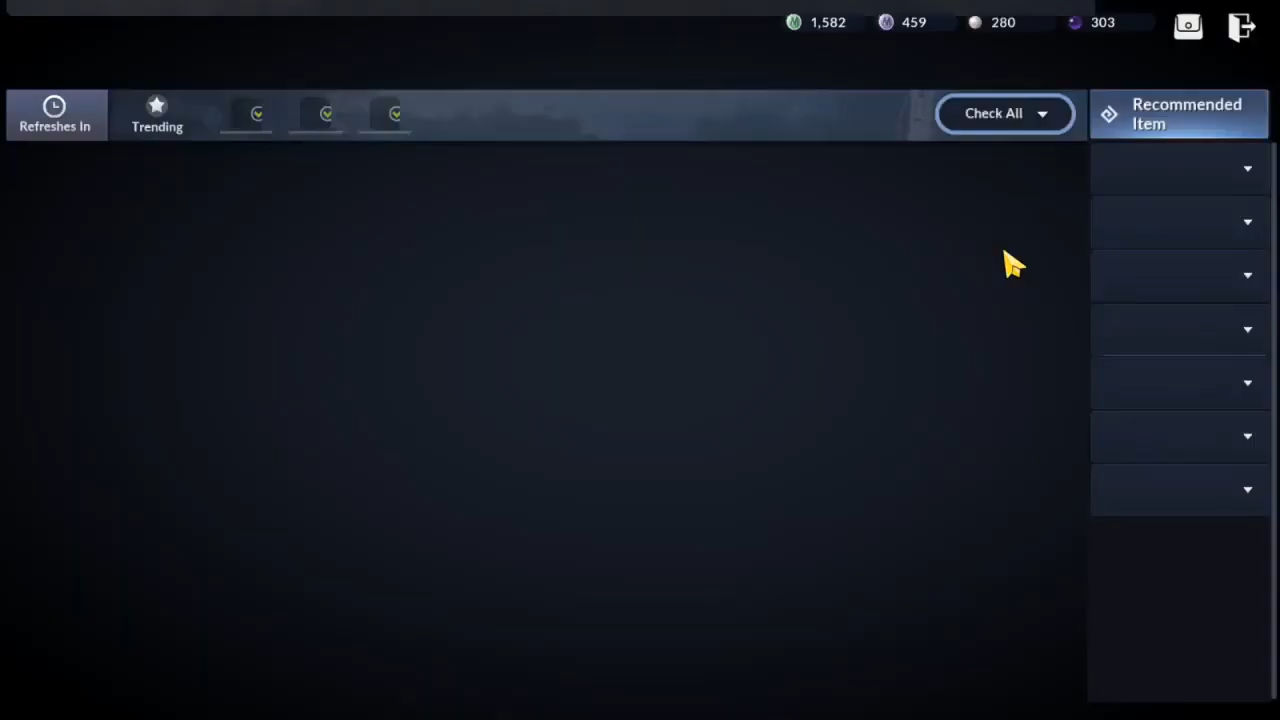 1,582 459 280 303
Refreshes In
Trending
Check All
Recommended
Item